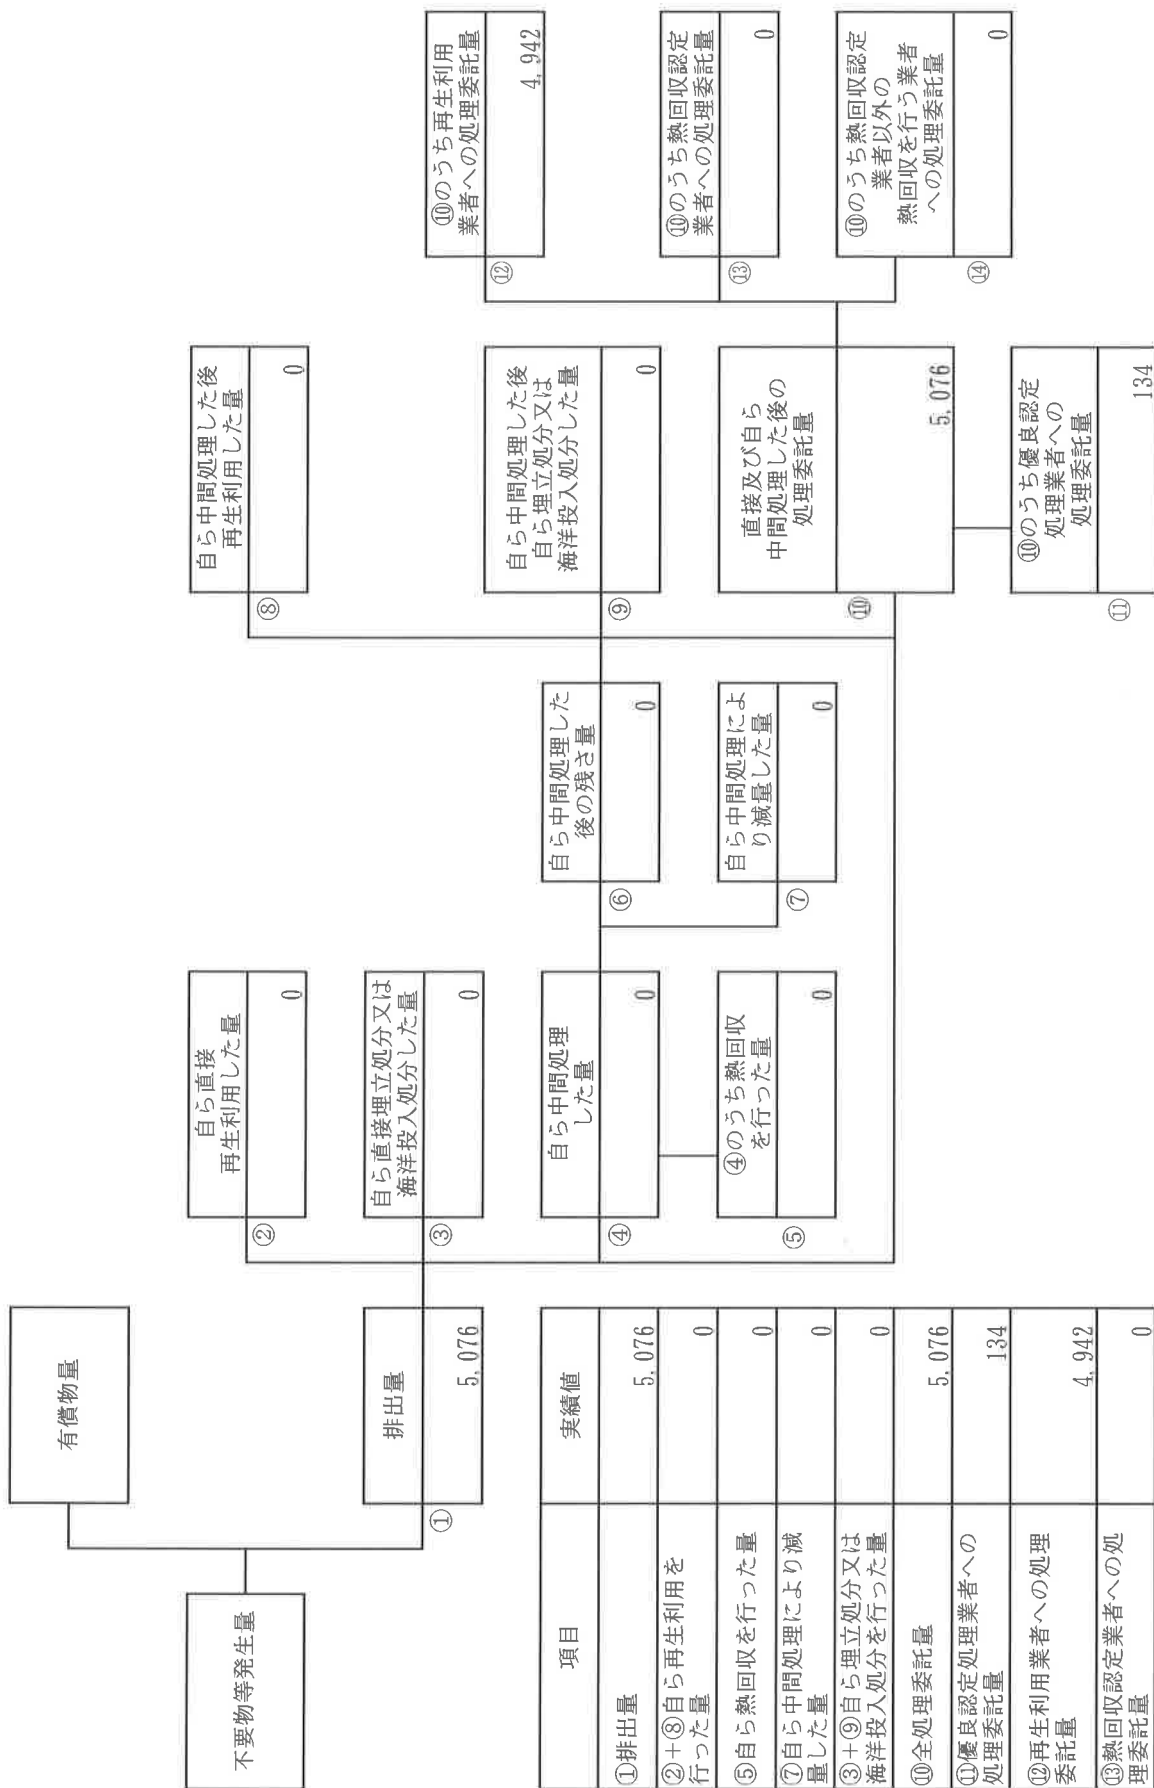 不要物等発生量
有償物量
①
排出量
5,076
②
自ら直接
再生利用した量
0
③
自ら直接埋立処分又は
海洋投入処分した量
0
④
自ら中間処理
した量
0
⑤
④のうち熱回収
を行った量
0
⑥
自ら中間処理した
後の残さ量
0
⑦
自ら中間処理によ
り減量した量
0
⑧
自ら中間処理した後
再生利用した量
0
⑨
自ら中間処理した後
自ら埋立処分又は
海洋投入処分した量
0
⑩
直接及び自ら
中間処理した後の
処理委託量
5,076
⑪
⑩のうち優良認定
処理業者への
処理委託量
134
⑫
⑩のうち再生利用
業者への処理委託量
4,942
⑬
⑩のうち熱回収認定
業者への処理委託量
0
⑭
⑩のうち熱回収認定
業者以外の
熱回収を行う業者
への処理委託量
0
項目
実績値
①排出量
5,076
②+⑧自ら再生利用を
行った量
0
⑤自ら熱回収を行った量
0
⑦自ら中間処理により減
量した量
0
③+⑨自ら埋立処分又は
海洋投入処分を行った量
0
⑩全処理委託量
5,076
⑪優良認定処理業者への
処理委託量
134
⑫再生利用業者への処理
委託量
4,942
⑬熱回収認定業者への処
理委託量
0